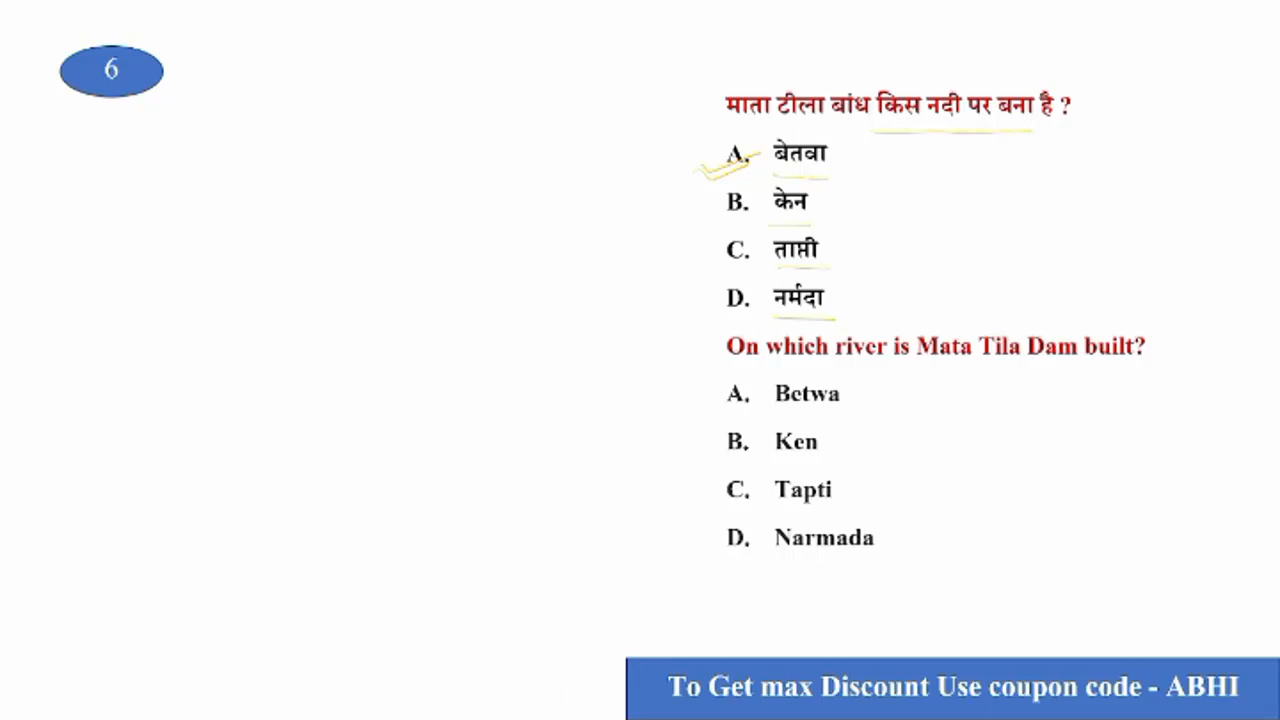 6
माता टीला बांध किस नदी पर बना है ?
A. बेतवा
B. केन
C. ताप्ती
D. नर्मदा
On which river is Mata Tila Dam built?
A. Betwa
B. Ken
C. Tapti
D. Narmada
To Get max Discount Use coupon code - ABHI